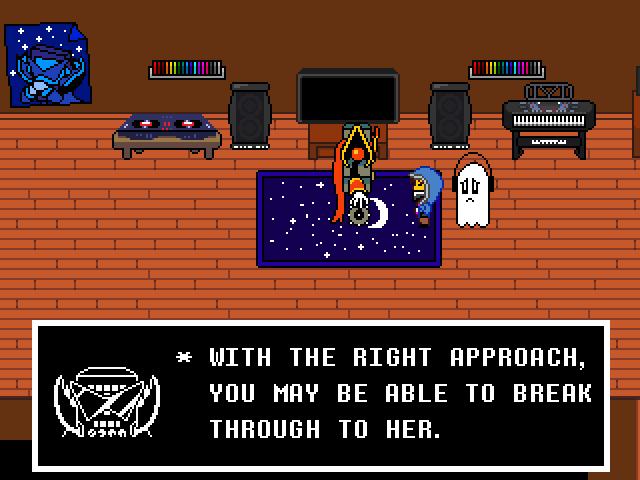 * WITH THE RIGHT APPROACH,
YOU MAY BE ABLE TO BREAK
THROUGH TO HER.